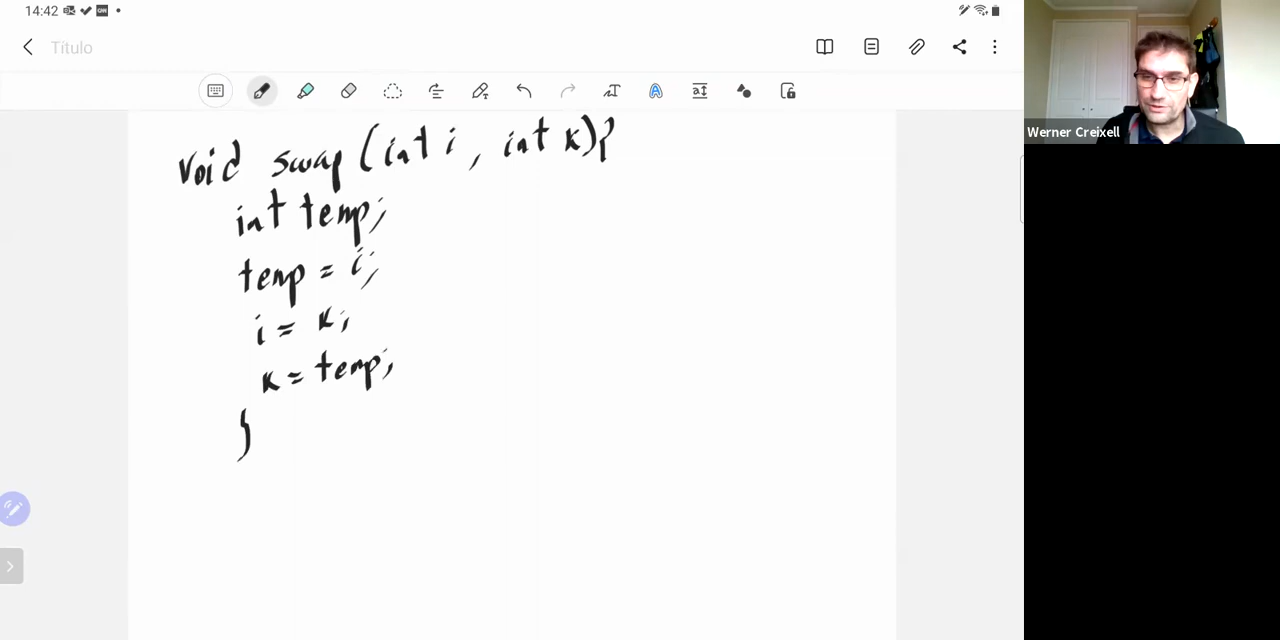 14:42
Título
Werner Creixell
void swap (int i, int k){
int temp;
temp = i;
i = k;
k = temp;
}